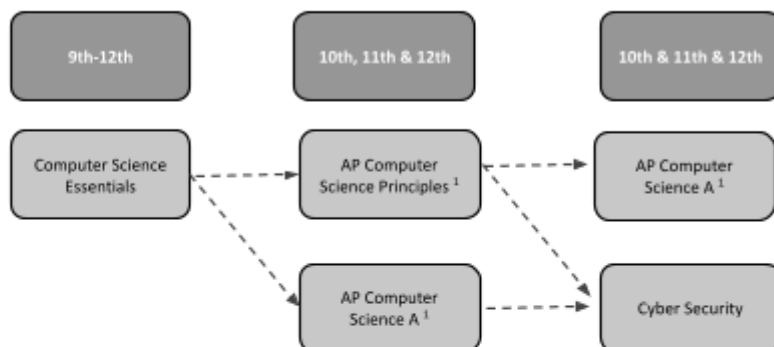 9th-12th
10th, 11th & 12th
10th & 11th & 12th
Computer Science
Essentials
AP Computer
Science Principles ¹
AP Computer
Science A ¹
AP Computer
Science A ¹
Cyber Security